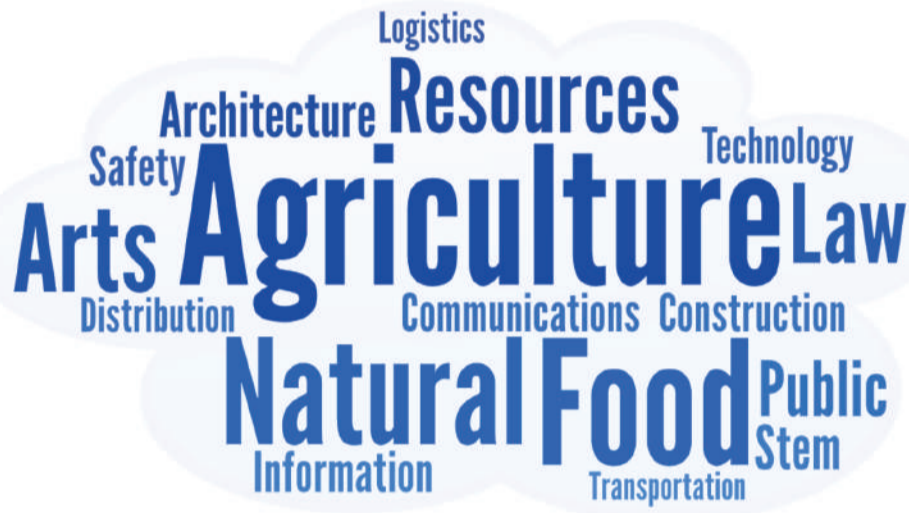 Logistics
Architecture Resources
Safety Agriculture Technology
Arts Law
Distribution Communications Construction
Natural Food Public
Stem
Information Transportation